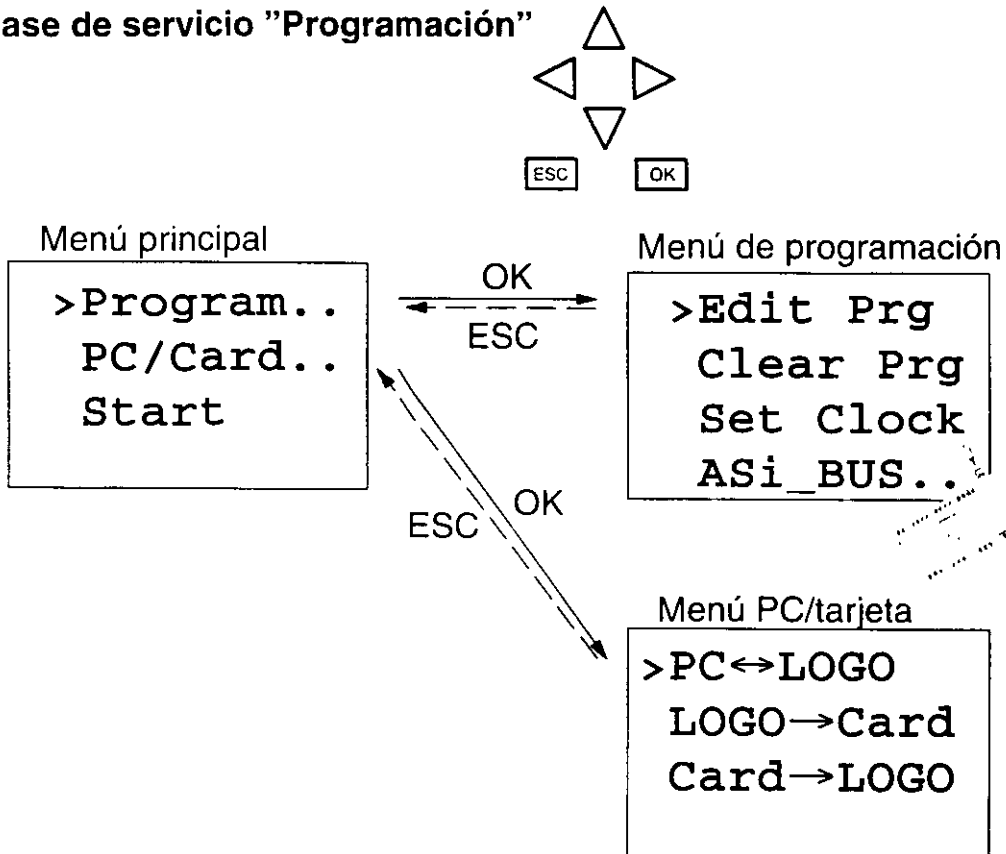 ase de servicio "Programación"
ESC
OK
Menú principal
>Program..
PC/Card..
Start
OK
ESC
Menú de programación
>Edit Prg
Clear Prg
Set Clock
ASi_BUS..
OK
ESC
Menú PC/tarjeta
>PC↔LOGO
LOGO→Card
Card→LOGO